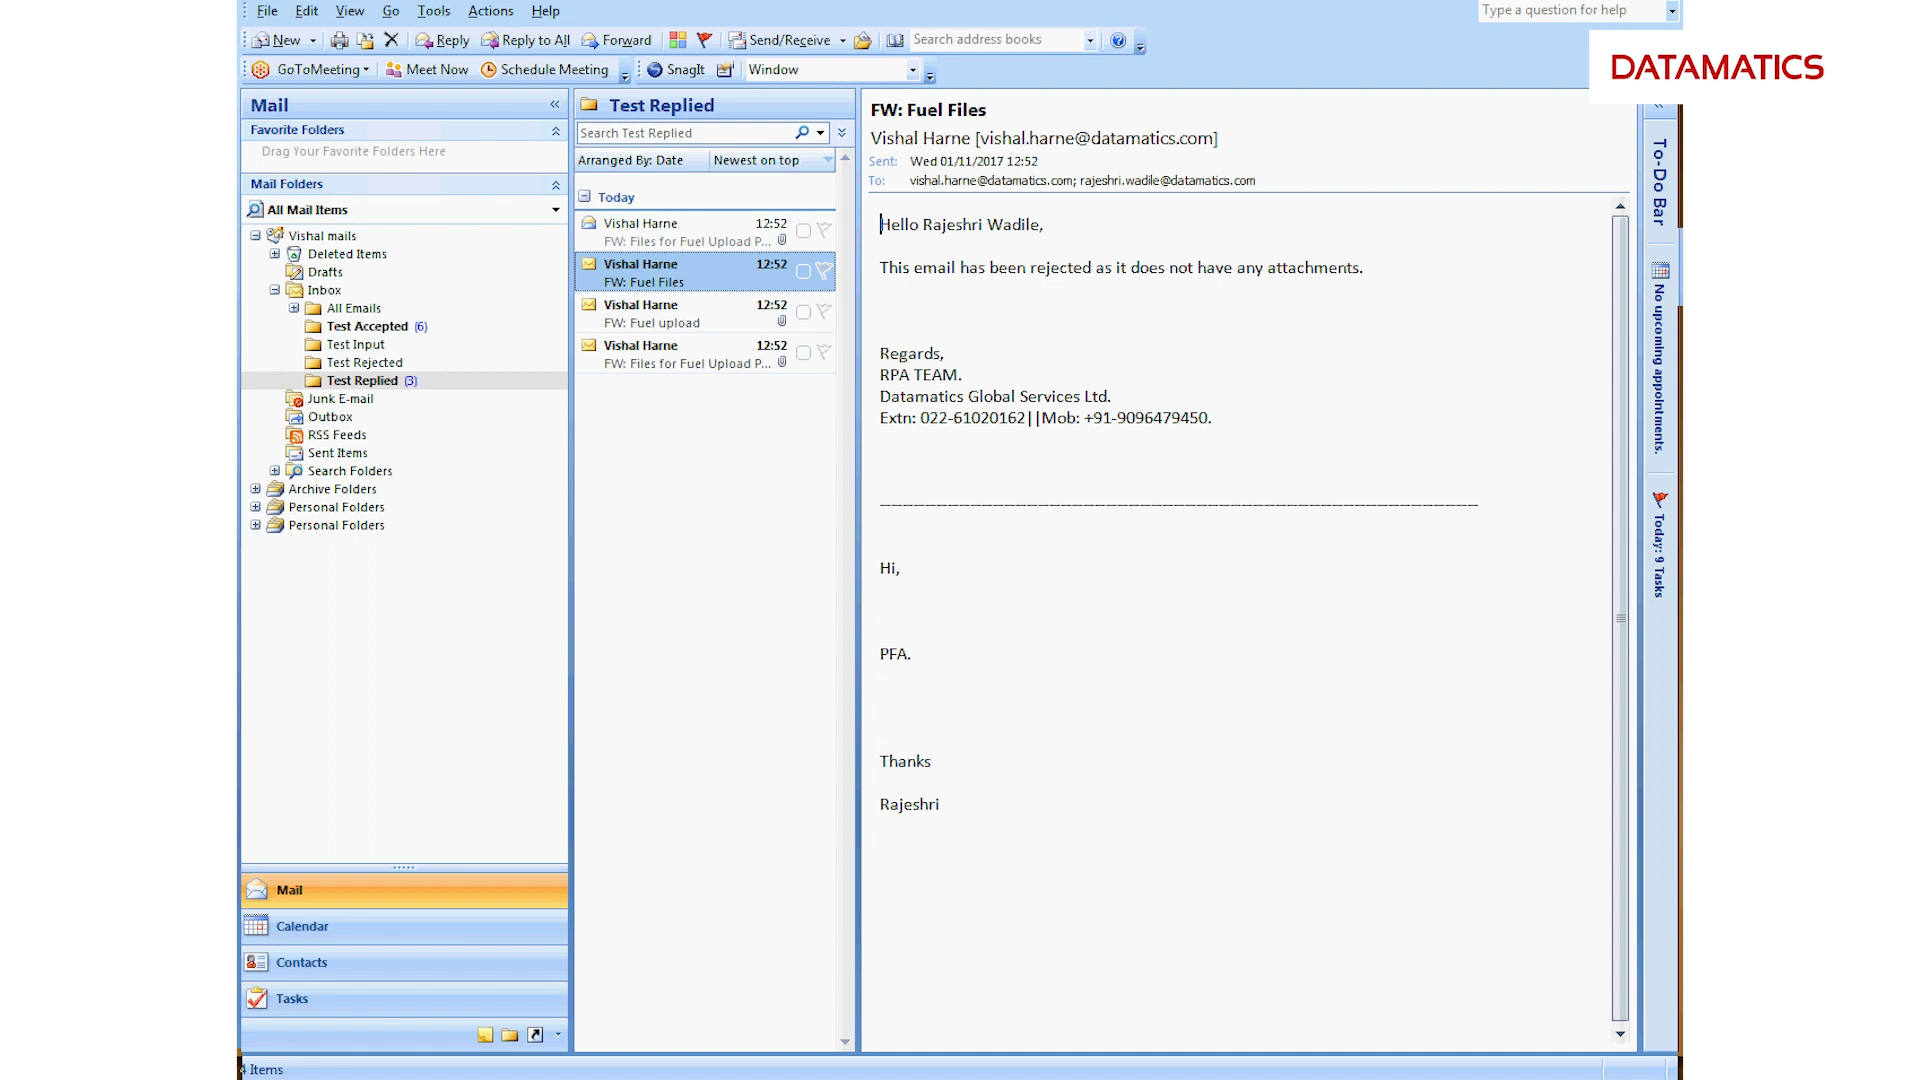 File Edit View Go Tools Actions Help
Type a question for help
New Reply Reply to All Forward Send/Receive Search address books
GoToMeeting Meet Now Schedule Meeting SnagIt Window
DATAMATICS
Mail
Favorite Folders
Drag Your Favorite Folders Here
Mail Folders
All Mail Items
Vishal mails
Deleted Items
Drafts
Inbox
All Emails
Test Accepted (6)
Test Input
Test Rejected
Test Replied (3)
Junk E-mail
Outbox
RSS Feeds
Sent Items
Search Folders
Archive Folders
Personal Folders
Personal Folders
Mail
Calendar
Contacts
Tasks
4 Items
Test Replied
Search Test Replied
Arranged By: Date Newest on top
Today
Vishal Harne 12:52
FW: Files for Fuel Upload P...
Vishal Harne 12:52
FW: Fuel Files
Vishal Harne 12:52
FW: Fuel upload
Vishal Harne 12:52
FW: Files for Fuel Upload P...
FW: Fuel Files
Vishal Harne [vishal.harne@datamatics.com]
Sent: Wed 01/11/2017 12:52
To: vishal.harne@datamatics.com; rajeshri.wadile@datamatics.com
Hello Rajeshri Wadile,
This email has been rejected as it does not have any attachments.
Regards,
RPA TEAM.
Datamatics Global Services Ltd.
Extn: 022-61020162||Mob: +91-9096479450.
Hi,
PFA.
Thanks
Rajeshri
To-Do Bar
No upcoming appointments.
Today: 9 Tasks